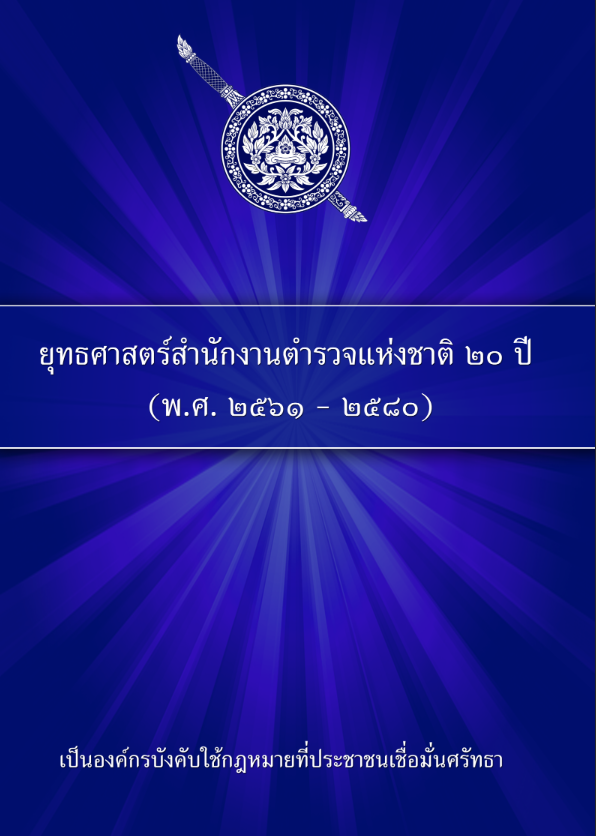 ยุทธศาสตร์สำนักงานตำรวจแห่งชาติ ๒๐ ปี
(พ.ศ. ๒๕๖๑ - ๒๕๘๐)
เป็นองค์กรบังคับใช้กฎหมายที่ประชาชนเชื่อมั่นศรัทธา